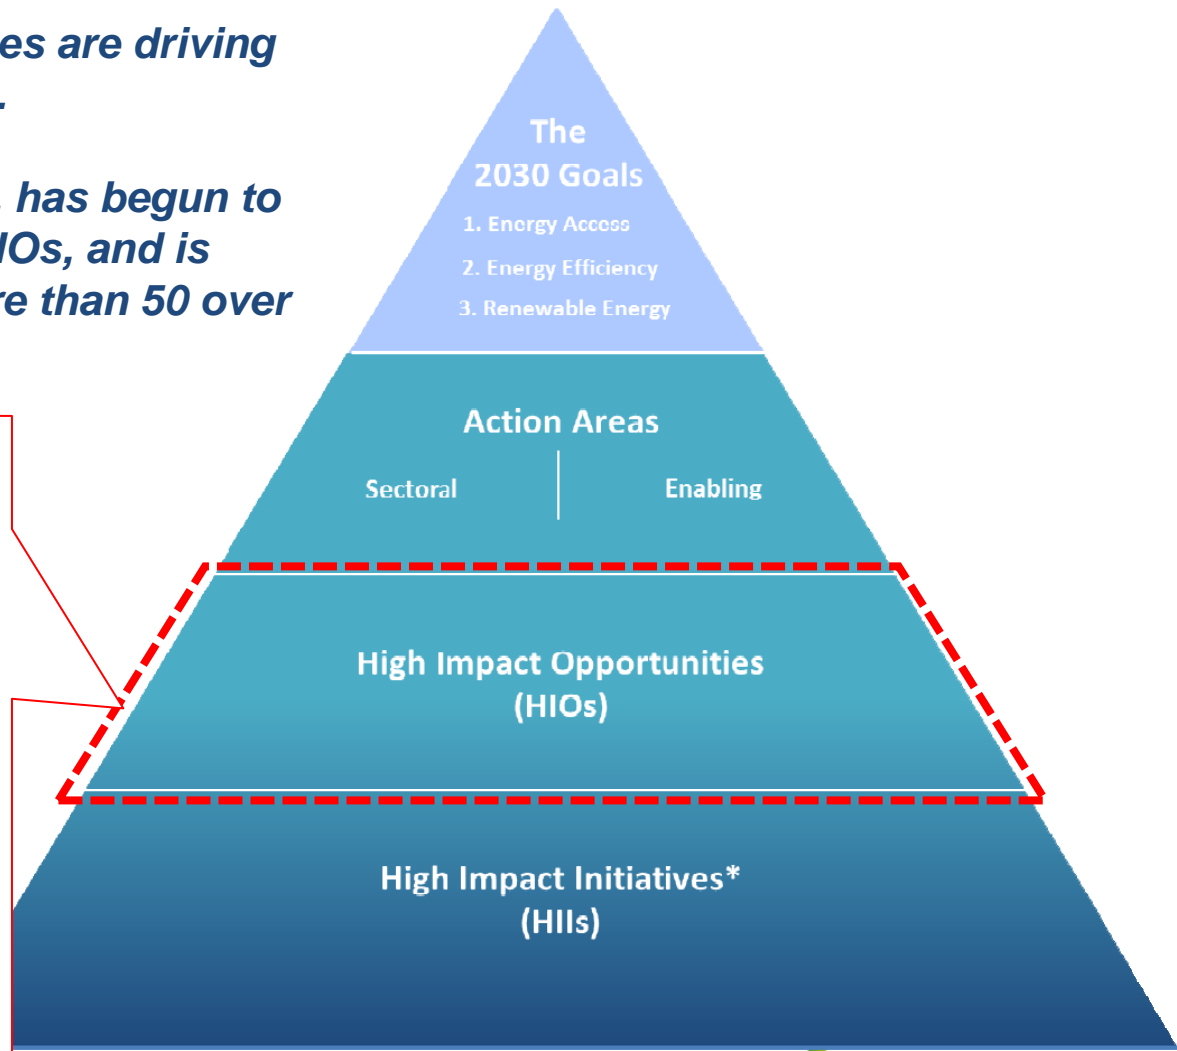 es are driving
.
has begun to
IOs, and is
re than 50 over
The
2030 Goals
1. Energy Access
2. Energy Efficiency
3. Renewable Energy
Action Areas
Sectoral
Enabling
High Impact Opportunities
(HIOs)
High Impact Initiatives*
(HIIs)